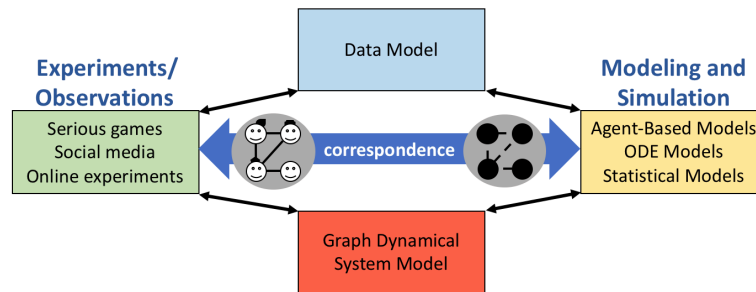 Data Model
Experiments/
Observations
Modeling and
Simulation
Serious games
Social media
Online experiments
correspondence
Agent-Based Models
ODE Models
Statistical Models
Graph Dynamical
System Model